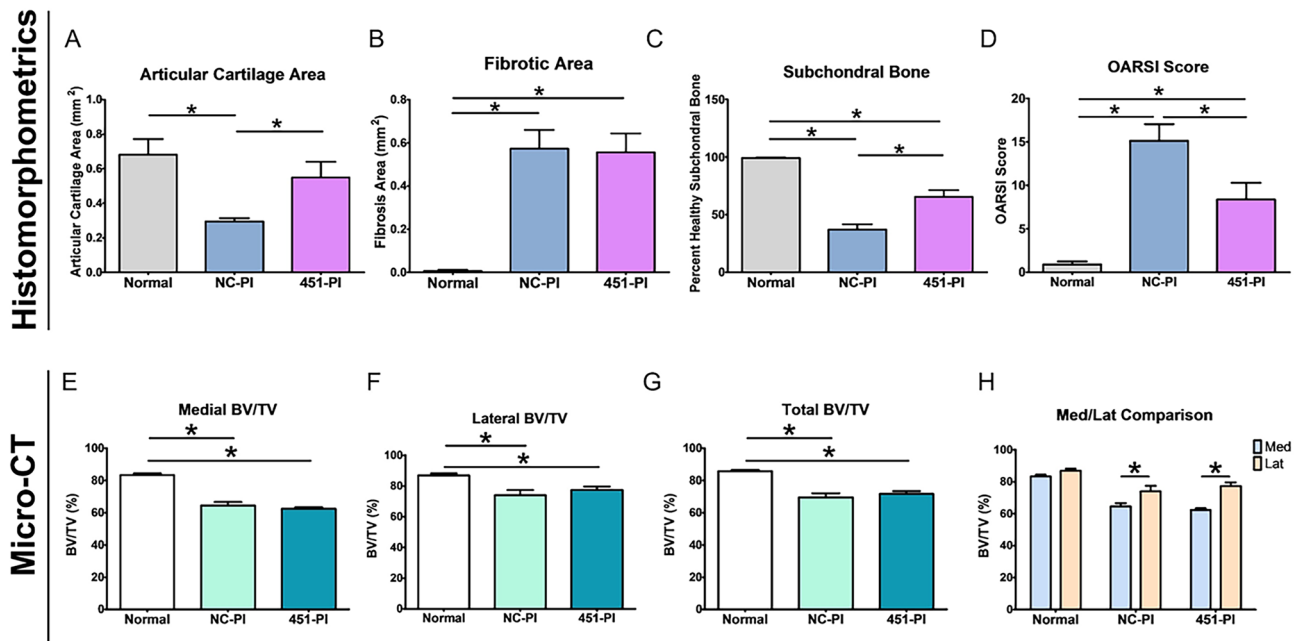 Histomorphometrics
A
Articular Cartilage Area
Articular Cartilage Area (mm²)
1.0
0.8
0.6
0.4
0.2
0.0
*
*
Normal NC-PI 451-PI
B
Fibrotic Area
Fibrosis Area (mm²)
0.8
0.6
0.4
0.2
0.0
*
*
Normal NC-PI 451-PI
C
Subchondral Bone
Percent Healthy Subchondral Bone
150
100
50
0
*
*
*
Normal NC-PI 451-PI
D
OARSI Score
OARSI Score
20
15
10
5
0
*
* *
Normal NC-PI 451-PI
Micro-CT
E
Medial BV/TV
BV/TV (%)
100
80
60
40
20
0
*
*
Normal NC-PI 451-PI
F
Lateral BV/TV
BV/TV (%)
100
80
60
40
20
0
*
*
Normal NC-PI 451-PI
G
Total BV/TV
BV/TV (%)
100
80
60
40
20
0
*
*
Normal NC-PI 451-PI
H
Med/Lat Comparison
BV/TV (%)
100
80
60
40
20
0
* *
Normal NC-PI 451-PI
Med
Lat